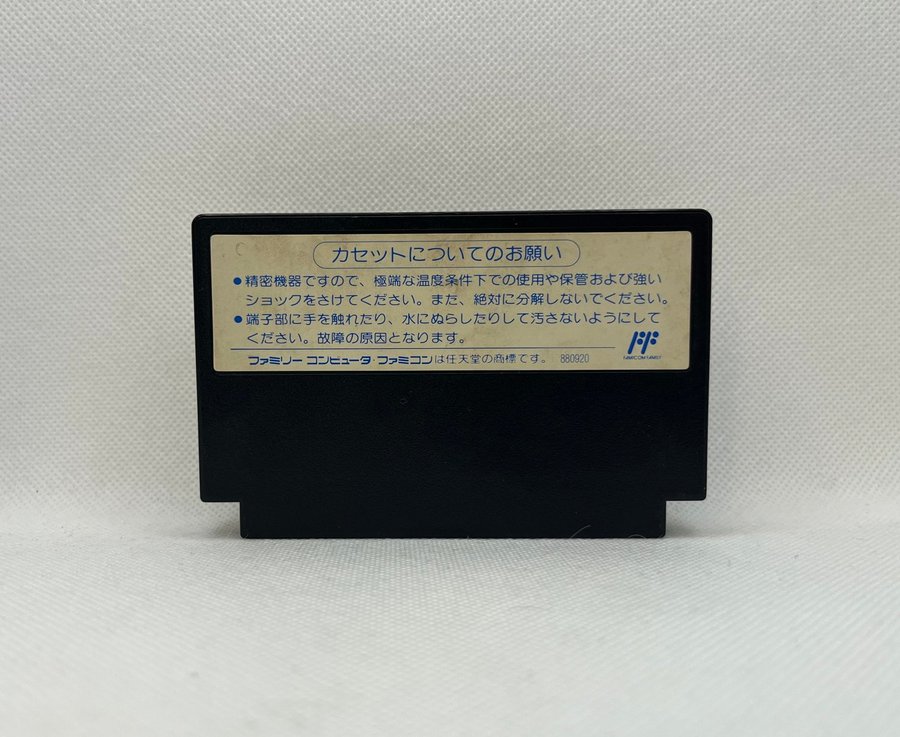 カセットについてのお願い
●精密機器ですので、極端な温度条件下での使用や保管および強い
ショックをさけてください。また、絶対に分解しないでください。
●端子部に手を触れたり、水にぬらしたりして汚さないようにして
ください。故障の原因となります。
ファミリー コンピュータ・ファミコンは任天堂の商標です。 880920
FAMICOM FAMILY